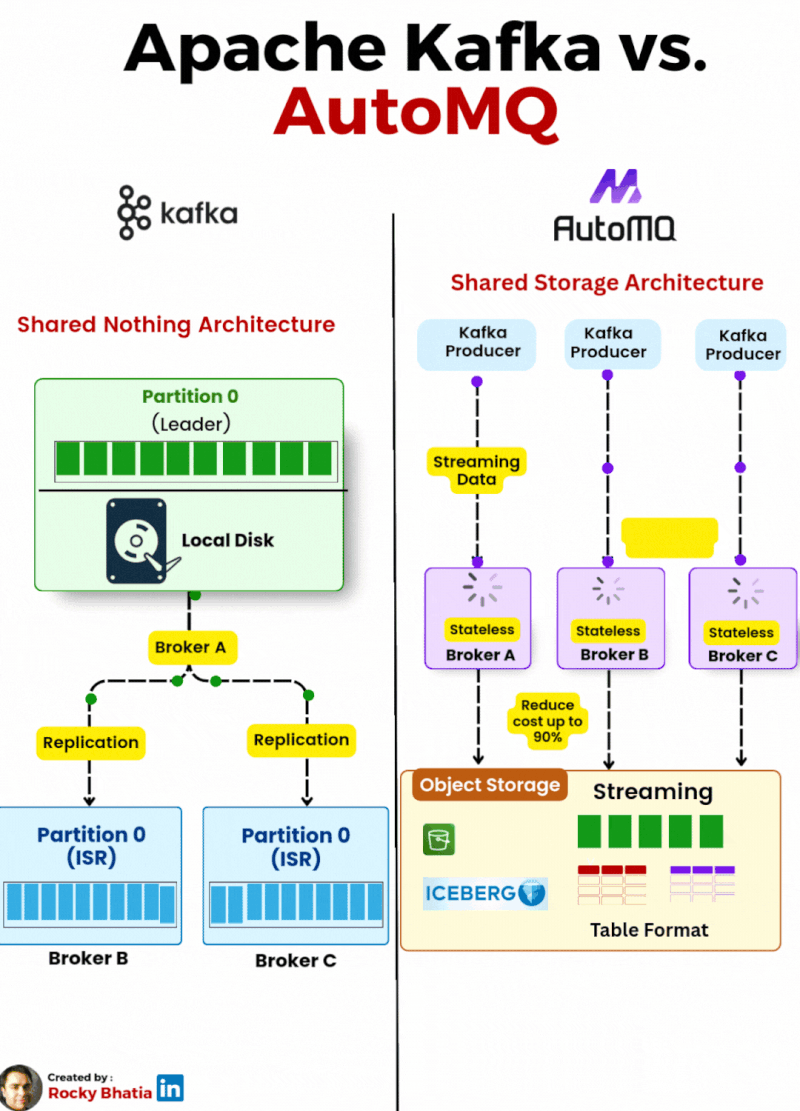 Apache Kafka vs.
AutoMQ
kafka
Shared Nothing Architecture
Partition 0
(Leader)
Local Disk
Broker A
Replication
Replication
Partition 0
(ISR)
Broker B
Partition 0
(ISR)
Broker C
AutoMQ
Shared Storage Architecture
Kafka
Producer
Kafka
Producer
Kafka
Producer
Streaming
Data
Stateless
Broker A
Stateless
Broker B
Stateless
Broker C
Reduce
cost up to
90%
Object Storage
Streaming
ICEBERG
Table Format
Created by :
Rocky Bhatia
in